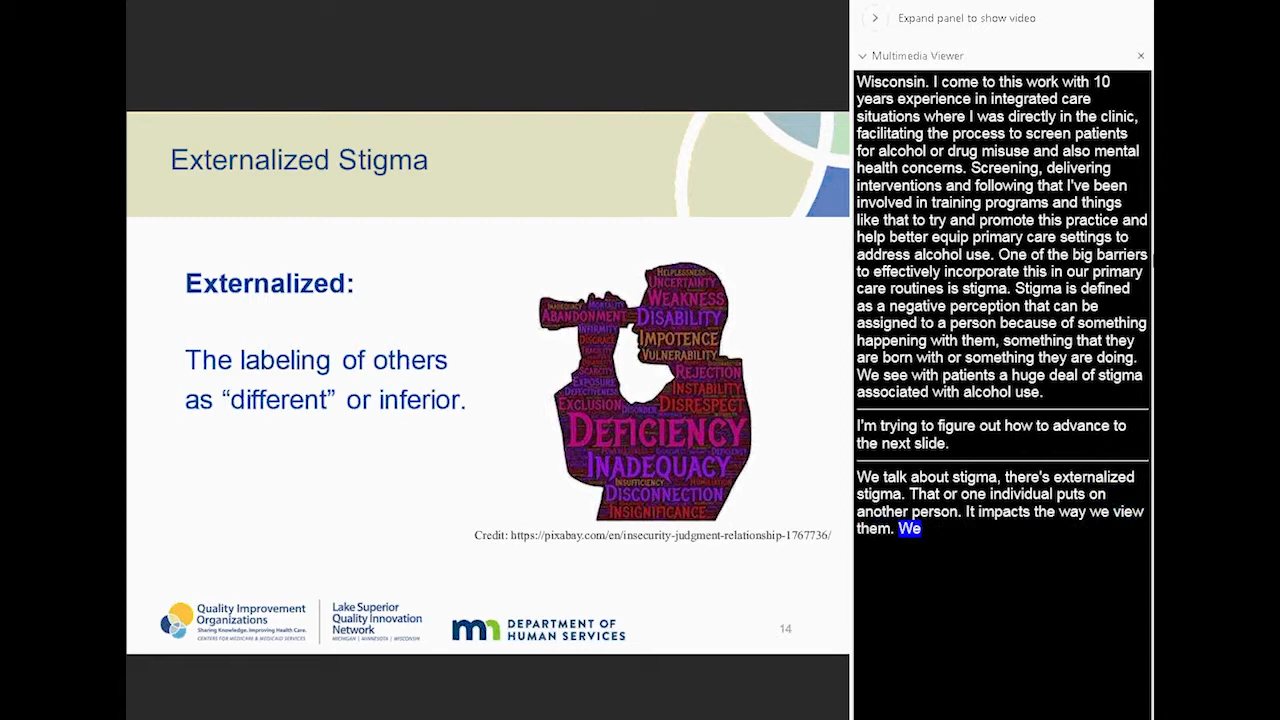 Expand panel to show video
Multimedia Viewer
Externalized Stigma
Externalized:
The labeling of others
as “different” or inferior.
HELPLESSNESS
UNCERTAINTY
WEAKNESS
INADEQUACY MORTALITY
ABANDONMENT
DISABILITY
INFIRMITY
DISGRACE
IMPOTENCE
FRAGILITY
VULNERABILITY
SCARCITY
REJECTION
EXPOSURE
INSTABILITY
DEFECTIVENESS
EXCLUSION
DISORDER
DISRESPECT
DEFICIENCY
INADEQUACY
INSUFFICIENCY
HUMILIATION
DISCONNECTION
INSIGNIFICANCE
Credit: https://pixabay.com/en/insecurity-judgment-relationship-1767736/
Quality Improvement
Organizations
Sharing Knowledge. Improving Health Care.
CENTERS FOR MEDICARE & MEDICAID SERVICES
Lake Superior
Quality Innovation
Network
MICHIGAN | MINNESOTA | WISCONSIN
mn DEPARTMENT OF
HUMAN SERVICES
14
Wisconsin. I come to this work with 10
years experience in integrated care
situations where I was directly in the clinic,
facilitating the process to screen patients
for alcohol or drug misuse and also mental
health concerns. Screening, delivering
interventions and following that I've been
involved in training programs and things
like that to try and promote this practice and
help better equip primary care settings to
address alcohol use. One of the big barriers
to effectively incorporate this in our primary
care routines is stigma. Stigma is defined
as a negative perception that can be
assigned to a person because of something
happening with them, something that they
are born with or something they are doing.
We see with patients a huge deal of stigma
associated with alcohol use.
I'm trying to figure out how to advance to
the next slide.
We talk about stigma, there's externalized
stigma. That or one individual puts on
another person. It impacts the way we view
them. We